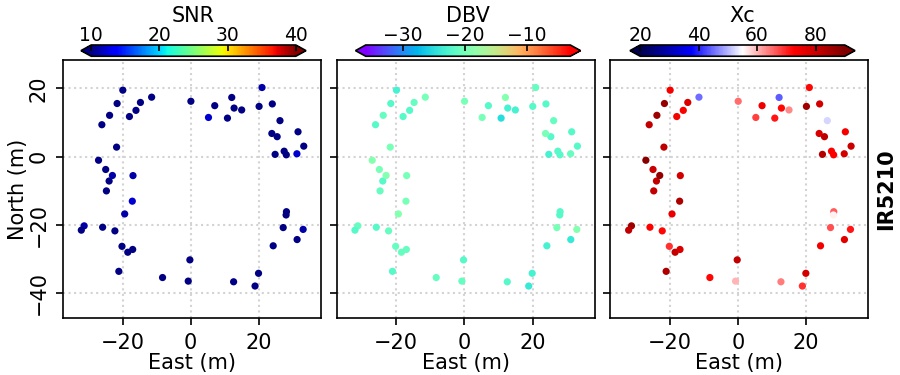 SNR DBV Xc
10 20 30 40 −30 −20 −10 20 40 60 80
20
0
−20
−40
North (m)
IR5210
−20 0 20 −20 0 20 −20 0 20
East (m) East (m) East (m)